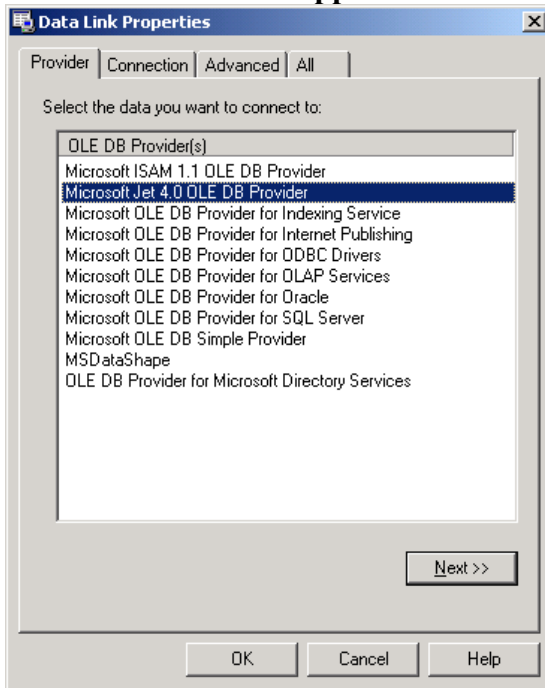 Data Link Properties
Provider Connection Advanced All
Select the data you want to connect to:
OLE DB Provider(s)
Microsoft ISAM 1.1 OLE DB Provider
Microsoft Jet 4.0 OLE DB Provider
Microsoft OLE DB Provider for Indexing Service
Microsoft OLE DB Provider for Internet Publishing
Microsoft OLE DB Provider for ODBC Drivers
Microsoft OLE DB Provider for OLAP Services
Microsoft OLE DB Provider for Oracle
Microsoft OLE DB Provider for SQL Server
Microsoft OLE DB Simple Provider
MSDataShape
OLE DB Provider for Microsoft Directory Services
Next >>
OK Cancel Help